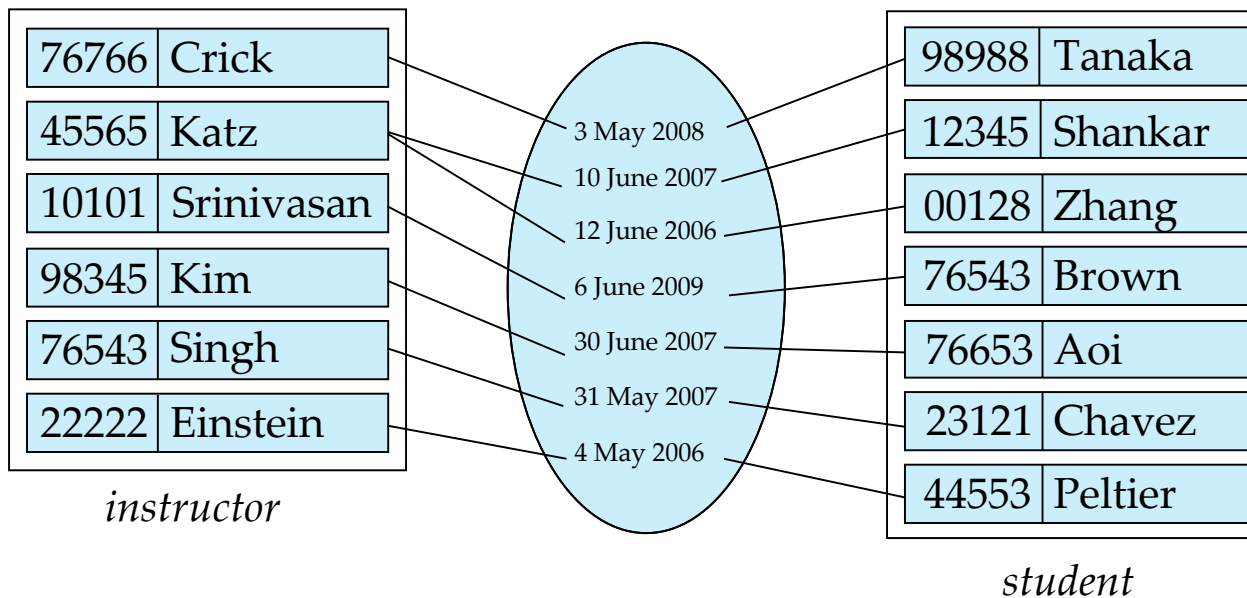 76766 Crick
45565 Katz
10101 Srinivasan
98345 Kim
76543 Singh
22222 Einstein
instructor
3 May 2008
10 June 2007
12 June 2006
6 June 2009
30 June 2007
31 May 2007
4 May 2006
98988 Tanaka
12345 Shankar
00128 Zhang
76543 Brown
76653 Aoi
23121 Chavez
44553 Peltier
student